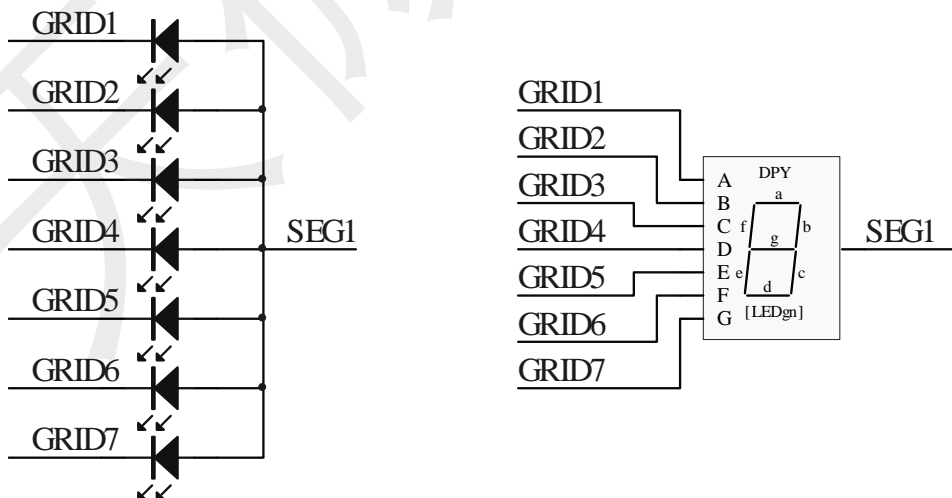 GRID1
GRID2
GRID3
GRID4
GRID5
GRID6
GRID7
SEG1
GRID1
GRID2
GRID3
GRID4
GRID5
GRID6
GRID7
A
B
C
D
E
F
G
DPY
a
f
b
g
e
c
d
[LEDgn]
SEG1